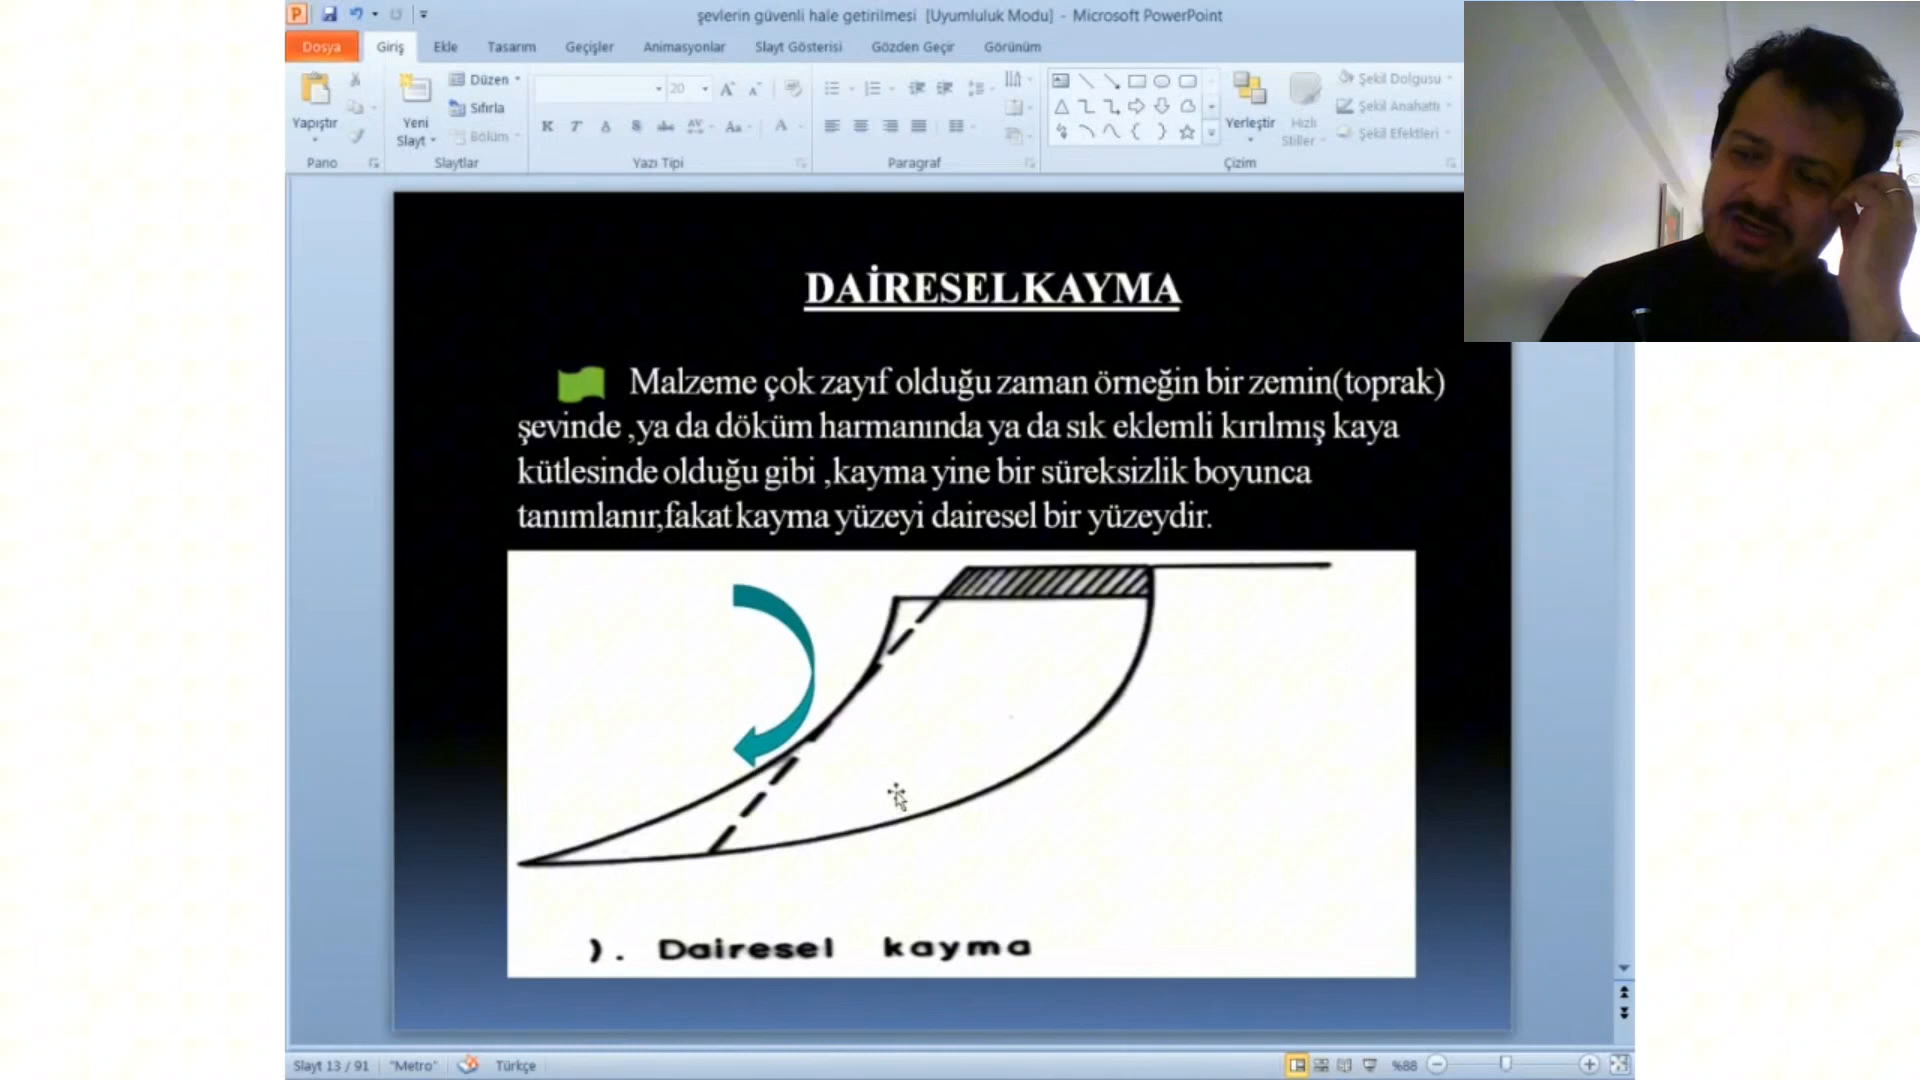 şevlerin güvenli hale getirilmesi [Uyumluluk Modu] - Microsoft PowerPoint
Dosya Giriş Ekle Tasarım Geçişler Animasyonlar Slayt Gösterisi Gözden Geçir Görünüm
Yapıştır
Yeni Slayt
Düzen
Sıfırla
Bölüm
20
K T A S abc AV Aa A
Yerleştir
Hızlı Stiller
Şekil Dolgusu
Şekil Anahattı
Şekil Efektleri
Pano Slaytlar Yazı Tipi Paragraf Çizim
DAİRESEL KAYMA
Malzeme çok zayıf olduğu zaman örneğin bir zemin(toprak)
şevinde ,ya da döküm harmanında ya da sık eklemli kırılmış kaya
kütlesinde olduğu gibi ,kayma yine bir süreksizlik boyunca
tanımlanır,fakat kayma yüzeyi dairesel bir yüzeydir.
). Dairesel kayma
Slayt 13 / 91 "Metro" Türkçe %88